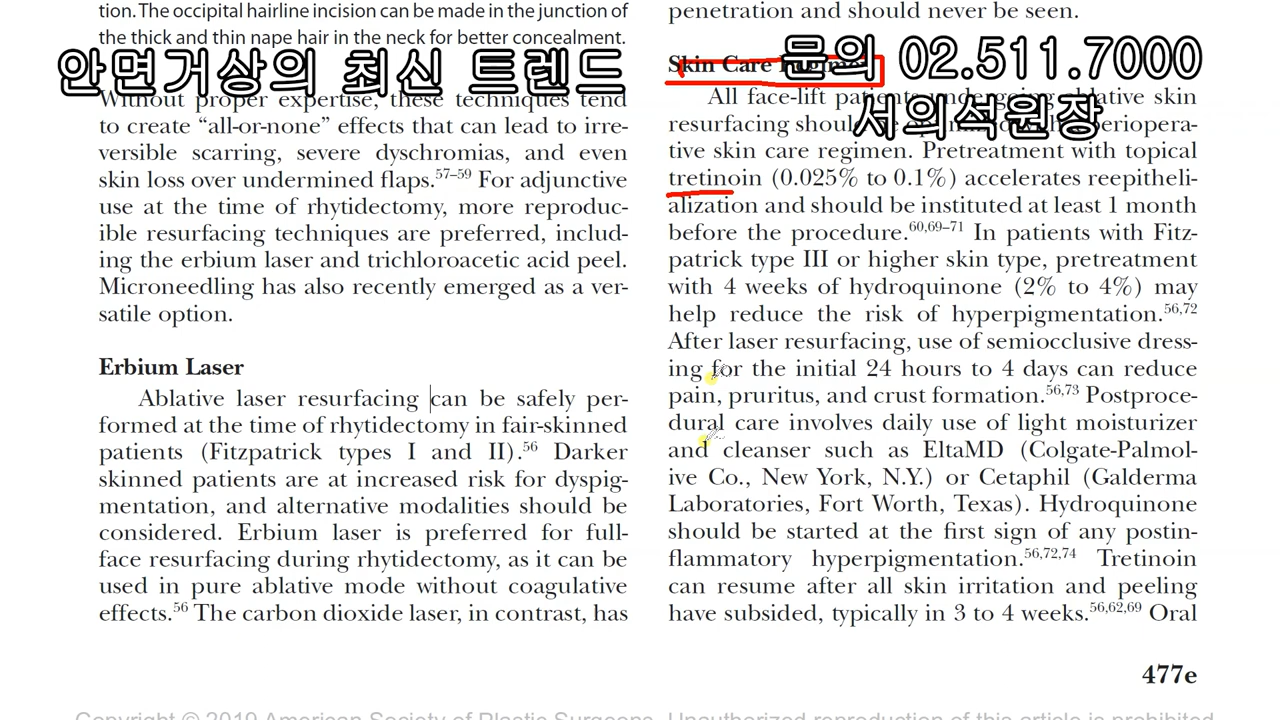 tion. The occipital hairline incision can be made in the junction of
the thick and thin nape hair in the neck for better concealment.
안면거상의 최신 트렌드
Without proper expertise, these techniques tend
to create “all-or-none” effects that can lead to irre-
versible scarring, severe dyschromias, and even
skin loss over undermined flaps.57–59 For adjunctive
use at the time of rhytidectomy, more reproduc-
ible resurfacing techniques are preferred, includ-
ing the erbium laser and trichloroacetic acid peel.
Microneedling has also recently emerged as a ver-
satile option.
Erbium Laser
Ablative laser resurfacing can be safely per-
formed at the time of rhytidectomy in fair-skinned
patients (Fitzpatrick types I and II).56 Darker
skinned patients are at increased risk for dyspig-
mentation, and alternative modalities should be
considered. Erbium laser is preferred for full-
face resurfacing during rhytidectomy, as it can be
used in pure ablative mode without coagulative
effects.56 The carbon dioxide laser, in contrast, has
penetration and should never be seen.
문의 02.511.7000
서의석원장
Skin Care
All face-lift patients undergoing ablative skin
resurfacing should
tive skin care regimen. Pretreatment with topical
tretinoin (0.025% to 0.1%) accelerates reepitheli-
alization and should be instituted at least 1 month
before the procedure.60,69–71 In patients with Fitz-
patrick type III or higher skin type, pretreatment
with 4 weeks of hydroquinone (2% to 4%) may
help reduce the risk of hyperpigmentation.56,72
After laser resurfacing, use of semiocclusive dress-
ing for the initial 24 hours to 4 days can reduce
pain, pruritus, and crust formation.56,73 Postproce-
dural care involves daily use of light moisturizer
and cleanser such as EltaMD (Colgate-Palmol-
ive Co., New York, N.Y.) or Cetaphil (Galderma
Laboratories, Fort Worth, Texas). Hydroquinone
should be started at the first sign of any postin-
flammatory hyperpigmentation.56,72,74 Tretinoin
can resume after all skin irritation and peeling
have subsided, typically in 3 to 4 weeks.56,62,69 Oral
477e
Copyright © 2019 American Society of Plastic Surgeons. Unauthorized reproduction of this article is prohibited.